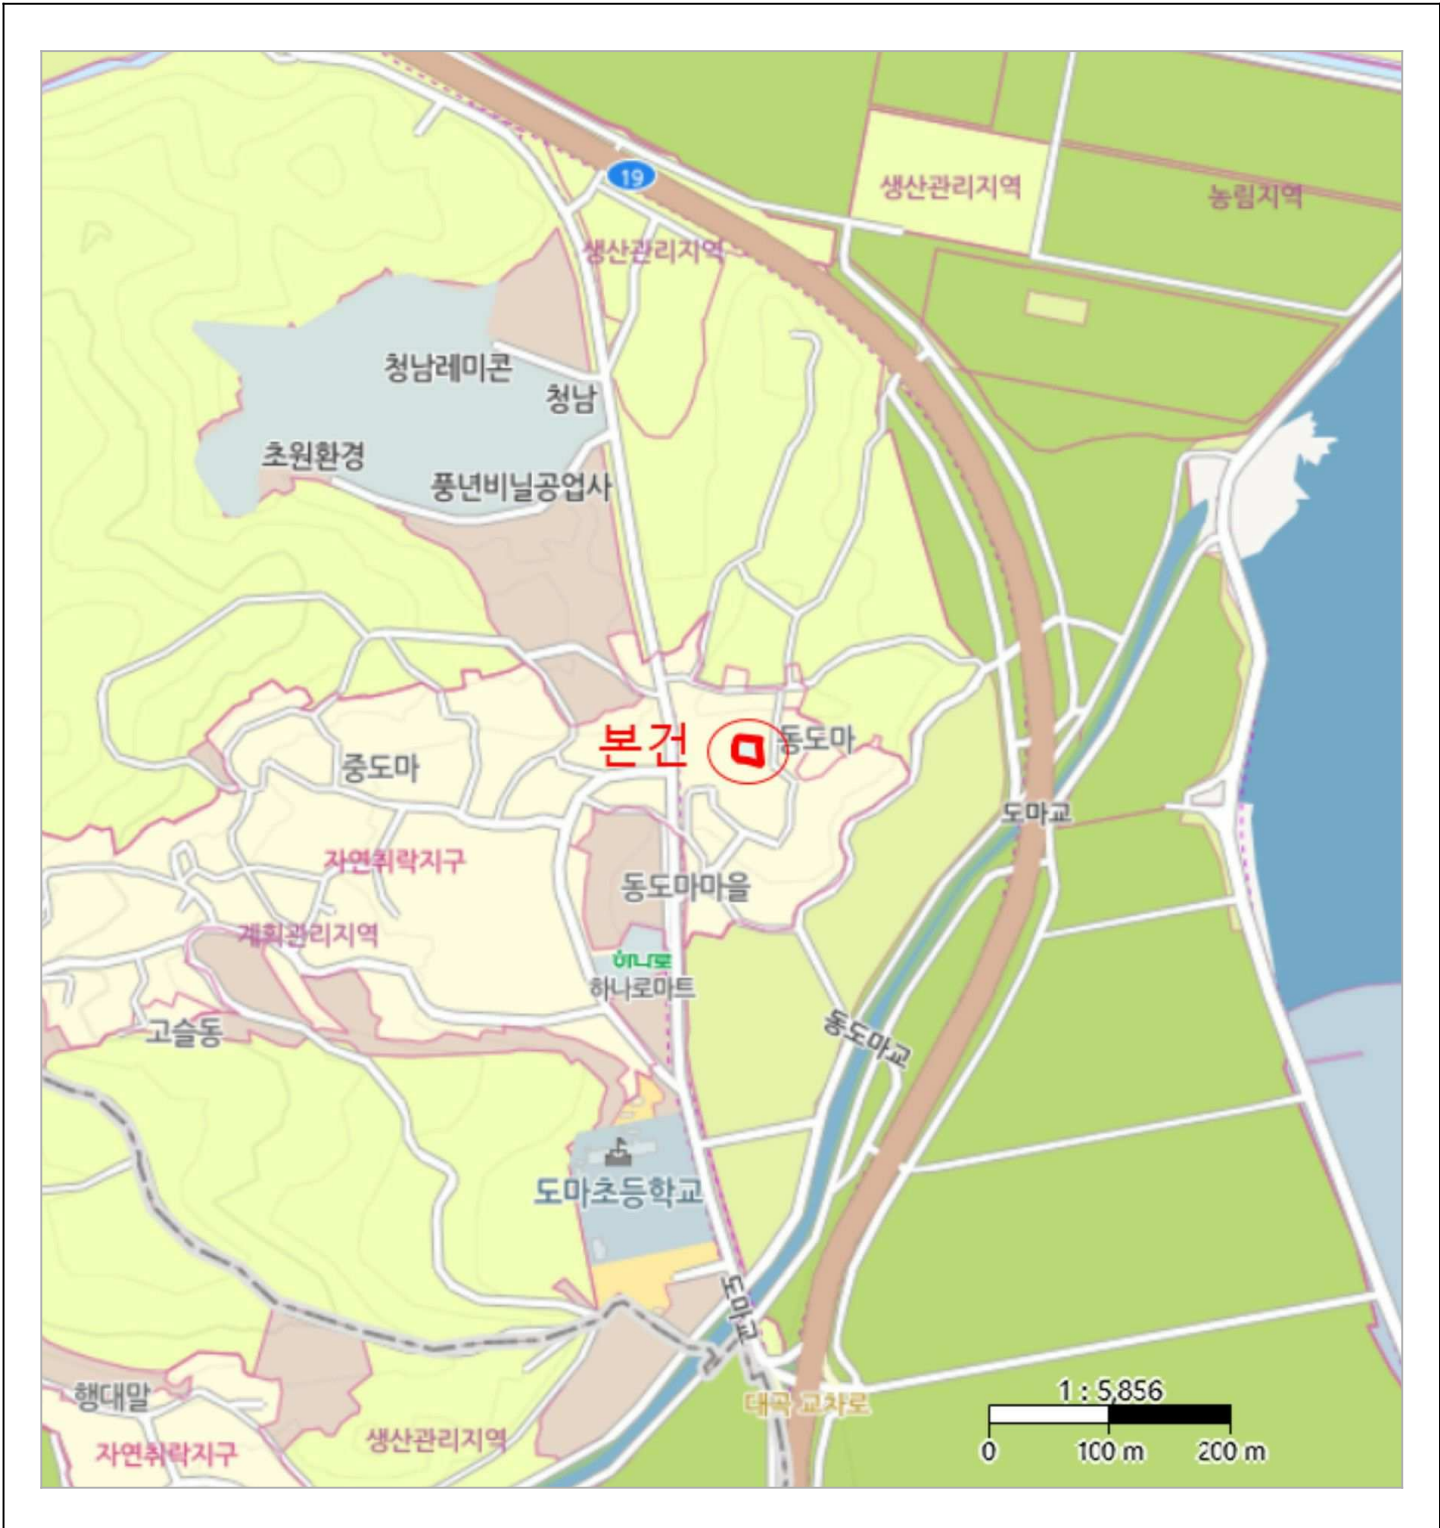 19
생산관리지역
농림지역
생산관리지역
청남레미콘
청남
초원환경
풍년비닐공업사
본건
동도마
중도마
도마교
자연취락지구
동도마마을
계획관리지역
하나로
하나로마트
고슬동
동도마교
도마초등학교
도마교
대곡 교차로
행대말
1 : 5,856
생산관리지역
자연취락지구
0 100 m 200 m